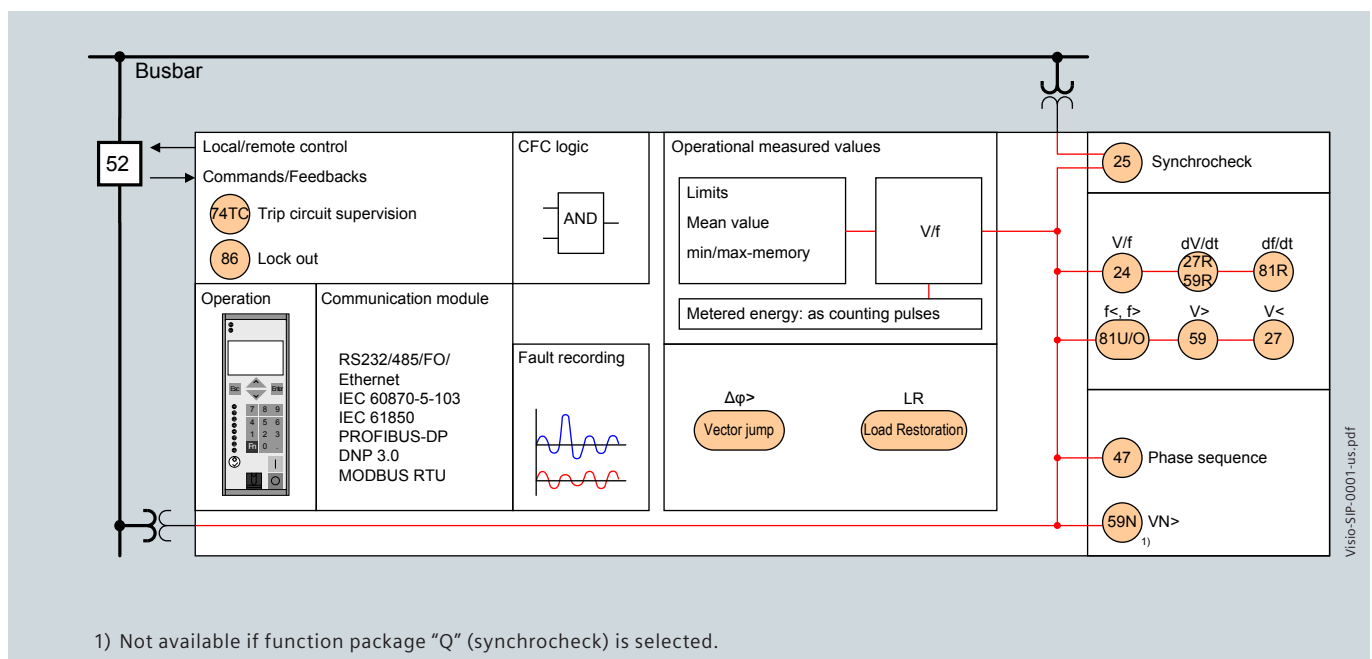 Busbar
52
Local/remote control
Commands/Feedbacks
74TC Trip circuit supervision
86 Lock out
CFC logic
AND
Operational measured values
Limits
Mean value
min/max-memory
V/f
Metered energy: as counting pulses
25 Synchrocheck
V/f dV/dt df/dt
24 27R 59R 81R
f<, f> V> V<
81U/O 59 27
Operation
Esc Enter
7 8 9
4 5 6
1 2 3
Fn 0 .
Communication module
RS232/485/FO/
Ethernet
IEC 60870-5-103
IEC 61850
PROFIBUS-DP
DNP 3.0
MODBUS RTU
Fault recording
Δφ> LR
Vector jump Load Restoration
47 Phase sequence
59N VN>
1)
Visio-SIP-0001-us.pdf
1) Not available if function package "Q" (synchrocheck) is selected.